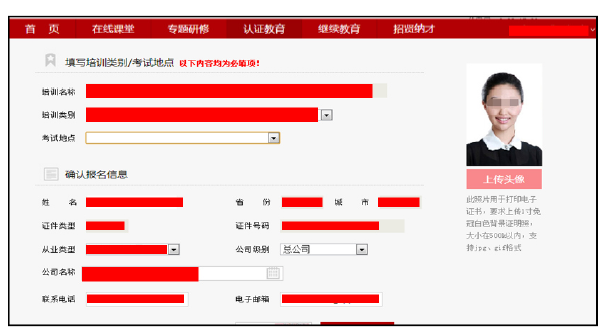 首 页 在线课堂 专题研修 认证教育 继续教育 招贤纳才
填写培训类别/考试地点 以下内容均为必填项!
培训名称
培训类别
考试地点
上传头像
确认报名信息
此照片用于打印电子
证书,要求上传1寸免
冠白色背景证明照,
大小在500kb以内,支
持jpg、gif格式
姓 名 省 份 城 市
证件类型 证件号码
从业类型 公司级别 总公司
公司名称
联系电话 电子邮箱